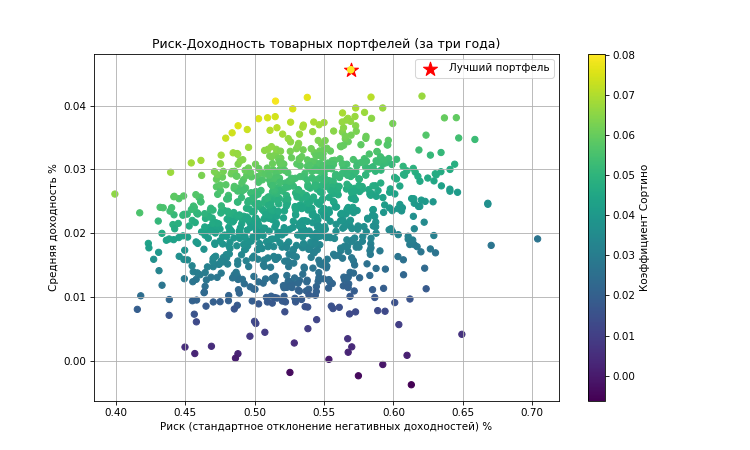 Риск-Доходность товарных портфелей (за три года)
Лучший портфель
Средняя доходность %
0.04
0.03
0.02
0.01
0.00
0.40 0.45 0.50 0.55 0.60 0.65 0.70
Риск (стандартное отклонение негативных доходностей) %
0.08
0.07
0.06
0.05
0.04
0.03
0.02
0.01
0.00
Коэффициент Сортино